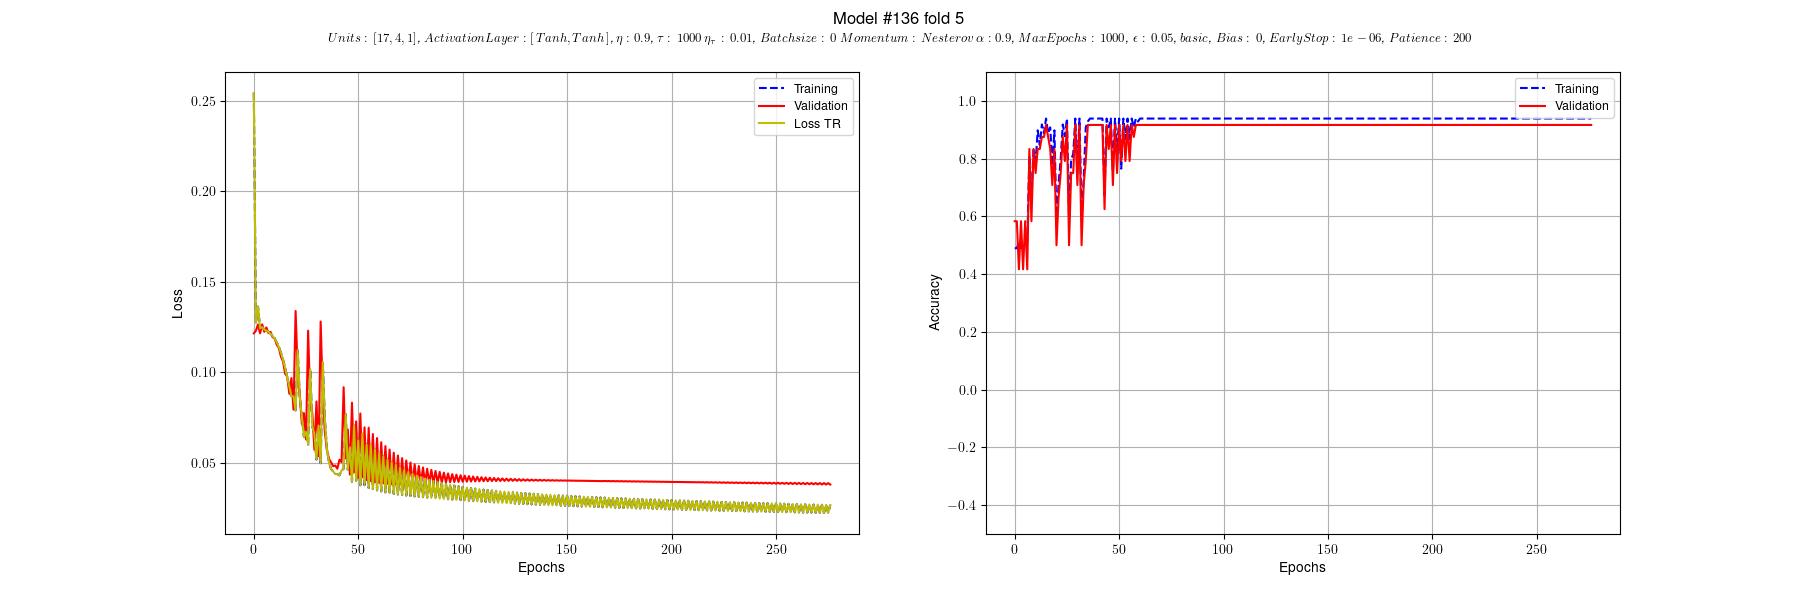 Model #136 fold 5
Units : [17, 4, 1], ActivationLayer : [Tanh, Tanh], η : 0.9, τ : 1000 η_τ : 0.01, Batchsize : 0 Momentum : Nesterov α : 0.9, MaxEpochs : 1000, ϵ : 0.05, basic, Bias : 0, EarlyStop : 1e − 06, Patience : 200
Training
Validation
Loss TR
0.25
0.20
0.15
0.10
0.05
Loss
0 50 100 150 200 250
Epochs
Training
Validation
1.0
0.8
0.6
0.4
0.2
0.0
−0.2
−0.4
Accuracy
0 50 100 150 200 250
Epochs